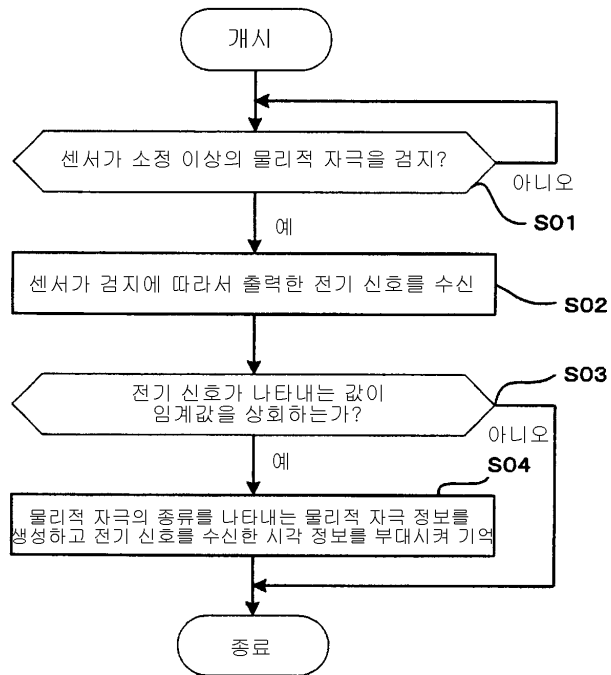 개시
센서가 소정 이상의 물리적 자극을 검지?
아니오
S01
예
센서가 검지에 따라서 출력한 전기 신호를 수신
S02
전기 신호가 나타내는 값이
임계값을 상회하는가?
S03
아니오
예
S04
물리적 자극의 종류를 나타내는 물리적 자극 정보를
생성하고 전기 신호를 수신한 시각 정보를 부대시켜 기억
종료